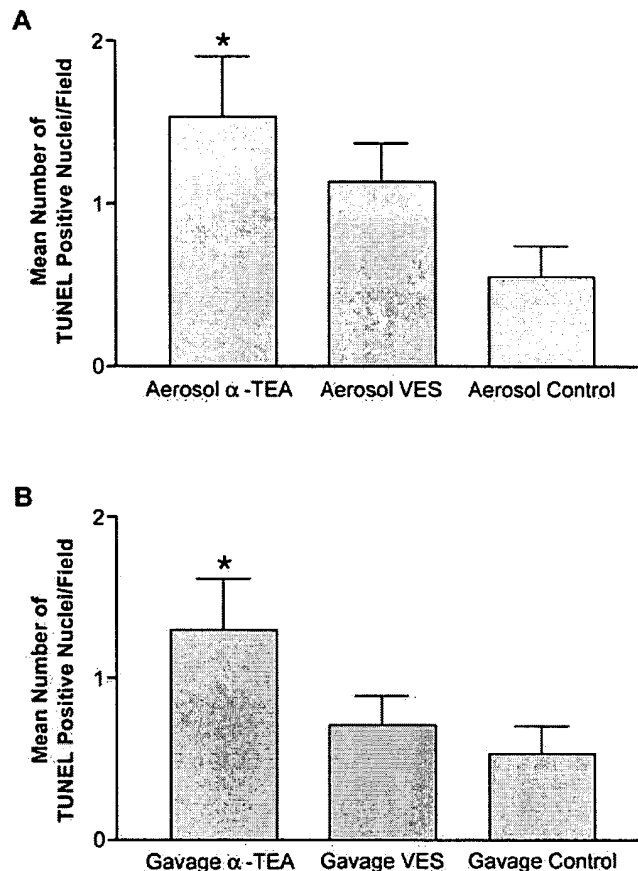 A
Mean Number of
TUNEL Positive Nuclei/Field
2
1
0
*
Aerosol α -TEA
Aerosol VES
Aerosol Control
B
Mean Number of
TUNEL Positive Nuclei/Field
2
1
0
*
Gavage α -TEA
Gavage VES
Gavage Control